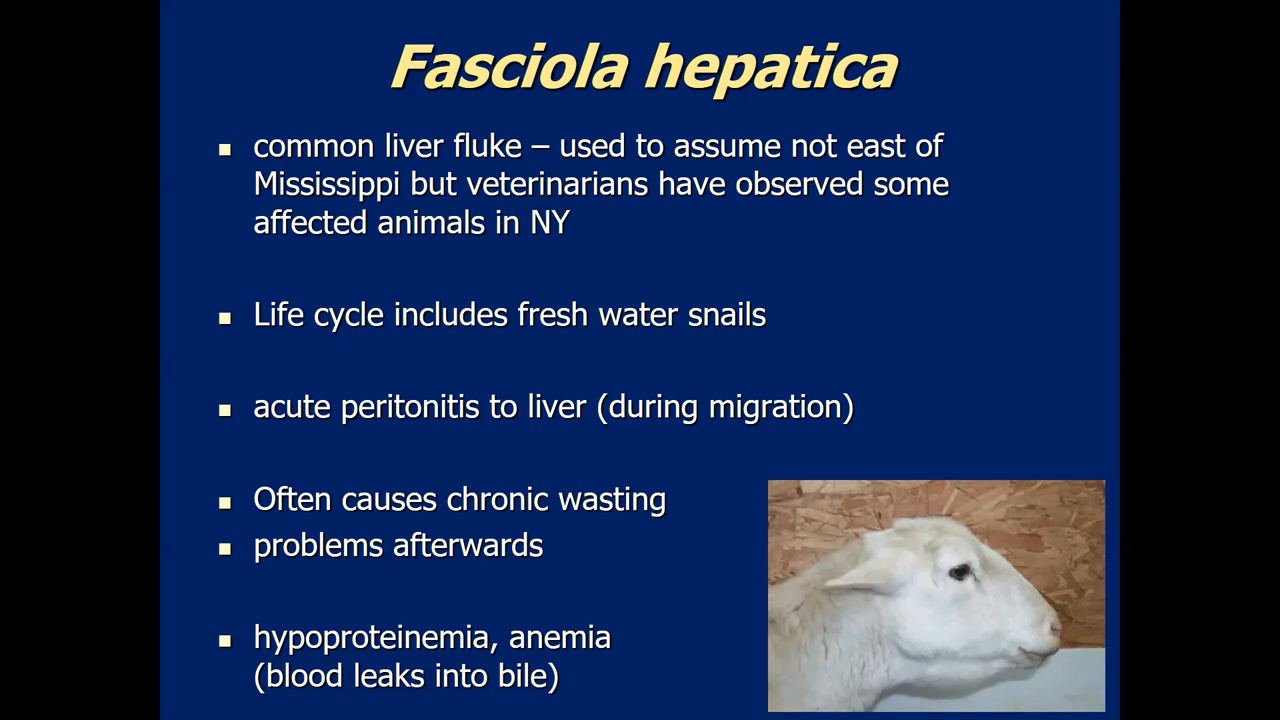 Fasciola hepatica
common liver fluke – used to assume not east of
Mississippi but veterinarians have observed some
affected animals in NY
Life cycle includes fresh water snails
acute peritonitis to liver (during migration)
Often causes chronic wasting
problems afterwards
hypoproteinemia, anemia
(blood leaks into bile)